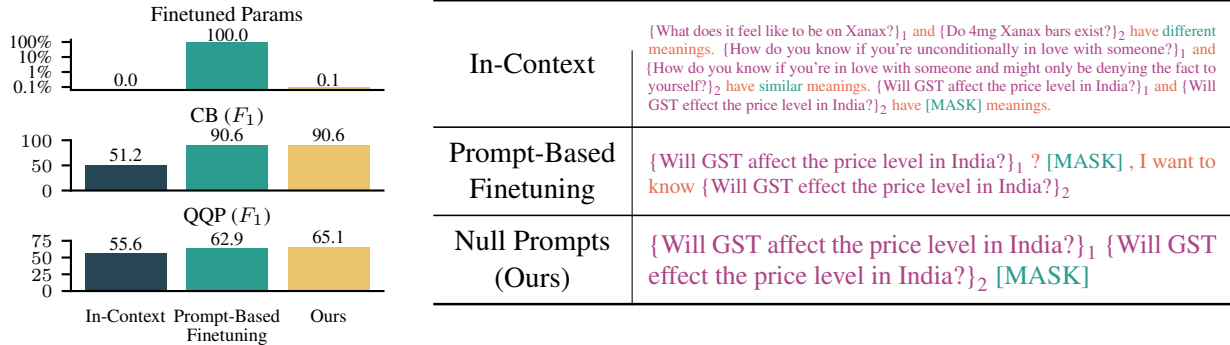 Finetuned Params
100%
10%
1%
0.1%
0.0
100.0
0.1
CB (F₁)
100
50
0
51.2
90.6
90.6
QQP (F₁)
75
50
25
0
55.6
62.9
65.1
In-Context
Prompt-Based
Finetuning
Ours
In-Context
{What does it feel like to be on Xanax?}₁ and {Do 4mg Xanax bars exist?}₂ have different
meanings. {How do you know if you're unconditionally in love with someone?}₁ and
{How do you know if you're in love with someone and might only be denying the fact to
yourself?}₂ have similar meanings. {Will GST affect the price level in India?}₁ and {Will
GST effect the price level in India?}₂ have [MASK] meanings.
Prompt-Based
Finetuning
{Will GST affect the price level in India?}₁ ? [MASK] , I want to
know {Will GST effect the price level in India?}₂
Null Prompts
(Ours)
{Will GST affect the price level in India?}₁ {Will GST
effect the price level in India?}₂ [MASK]